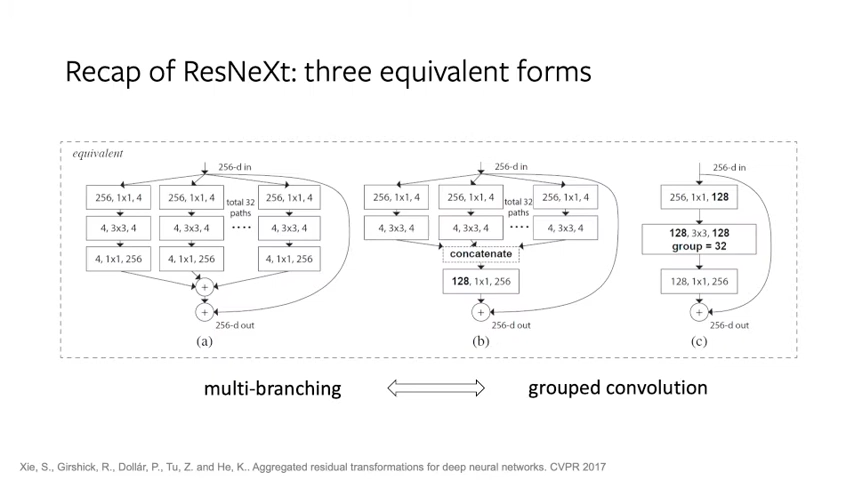 Recap of ResNeXt: three equivalent forms
equivalent
256-d in
256, 1x1, 4
256, 1x1, 4
256, 1x1, 4
total 32
paths
....
4, 3x3, 4
4, 3x3, 4
4, 3x3, 4
4, 1x1, 256
4, 1x1, 256
4, 1x1, 256
+
+
256-d out
(a)
256-d in
256, 1x1, 4
256, 1x1, 4
256, 1x1, 4
total 32
paths
....
4, 3x3, 4
4, 3x3, 4
4, 3x3, 4
concatenate
128, 1x1, 256
+
256-d out
(b)
256-d in
256, 1x1, 128
128, 3x3, 128
group = 32
128, 1x1, 256
+
256-d out
(c)
multi-branching
grouped convolution
Xie, S., Girshick, R., Dollár, P., Tu, Z. and He, K.. Aggregated residual transformations for deep neural networks. CVPR 2017